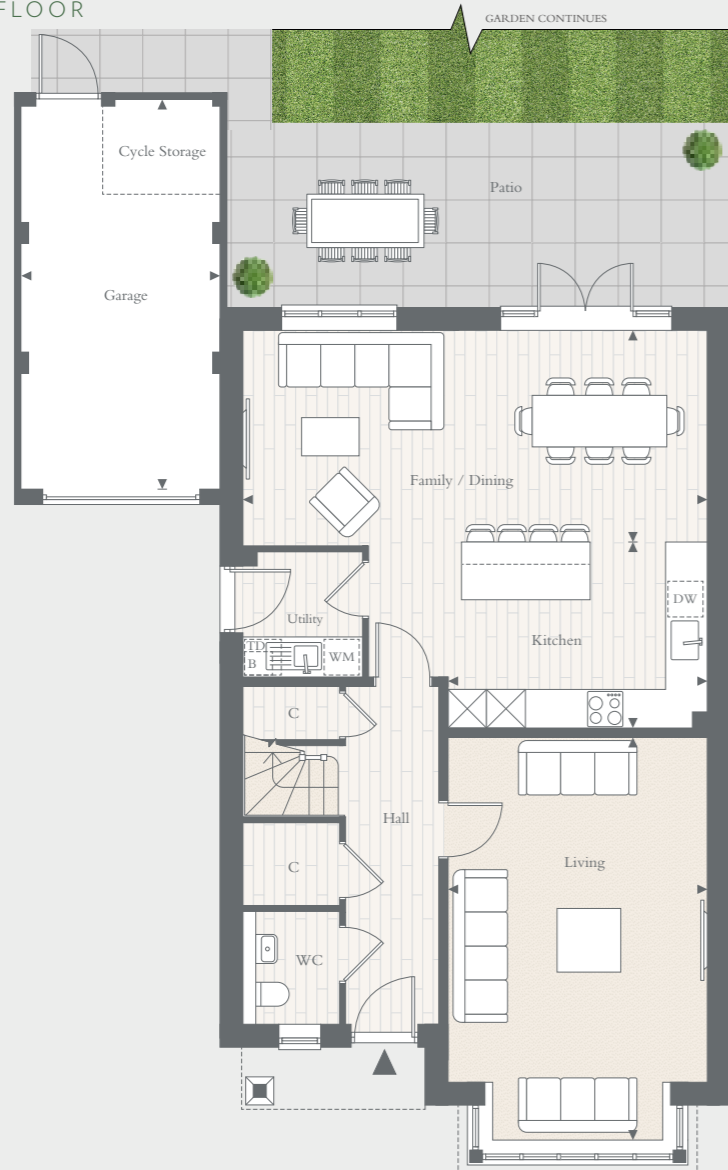 FLOOR
GARDEN CONTINUES
Cycle Storage
Patio
Garage
Family / Dining
DW
Utility
Kitchen
TD
B
WM
C
Hall
C
Living
WC